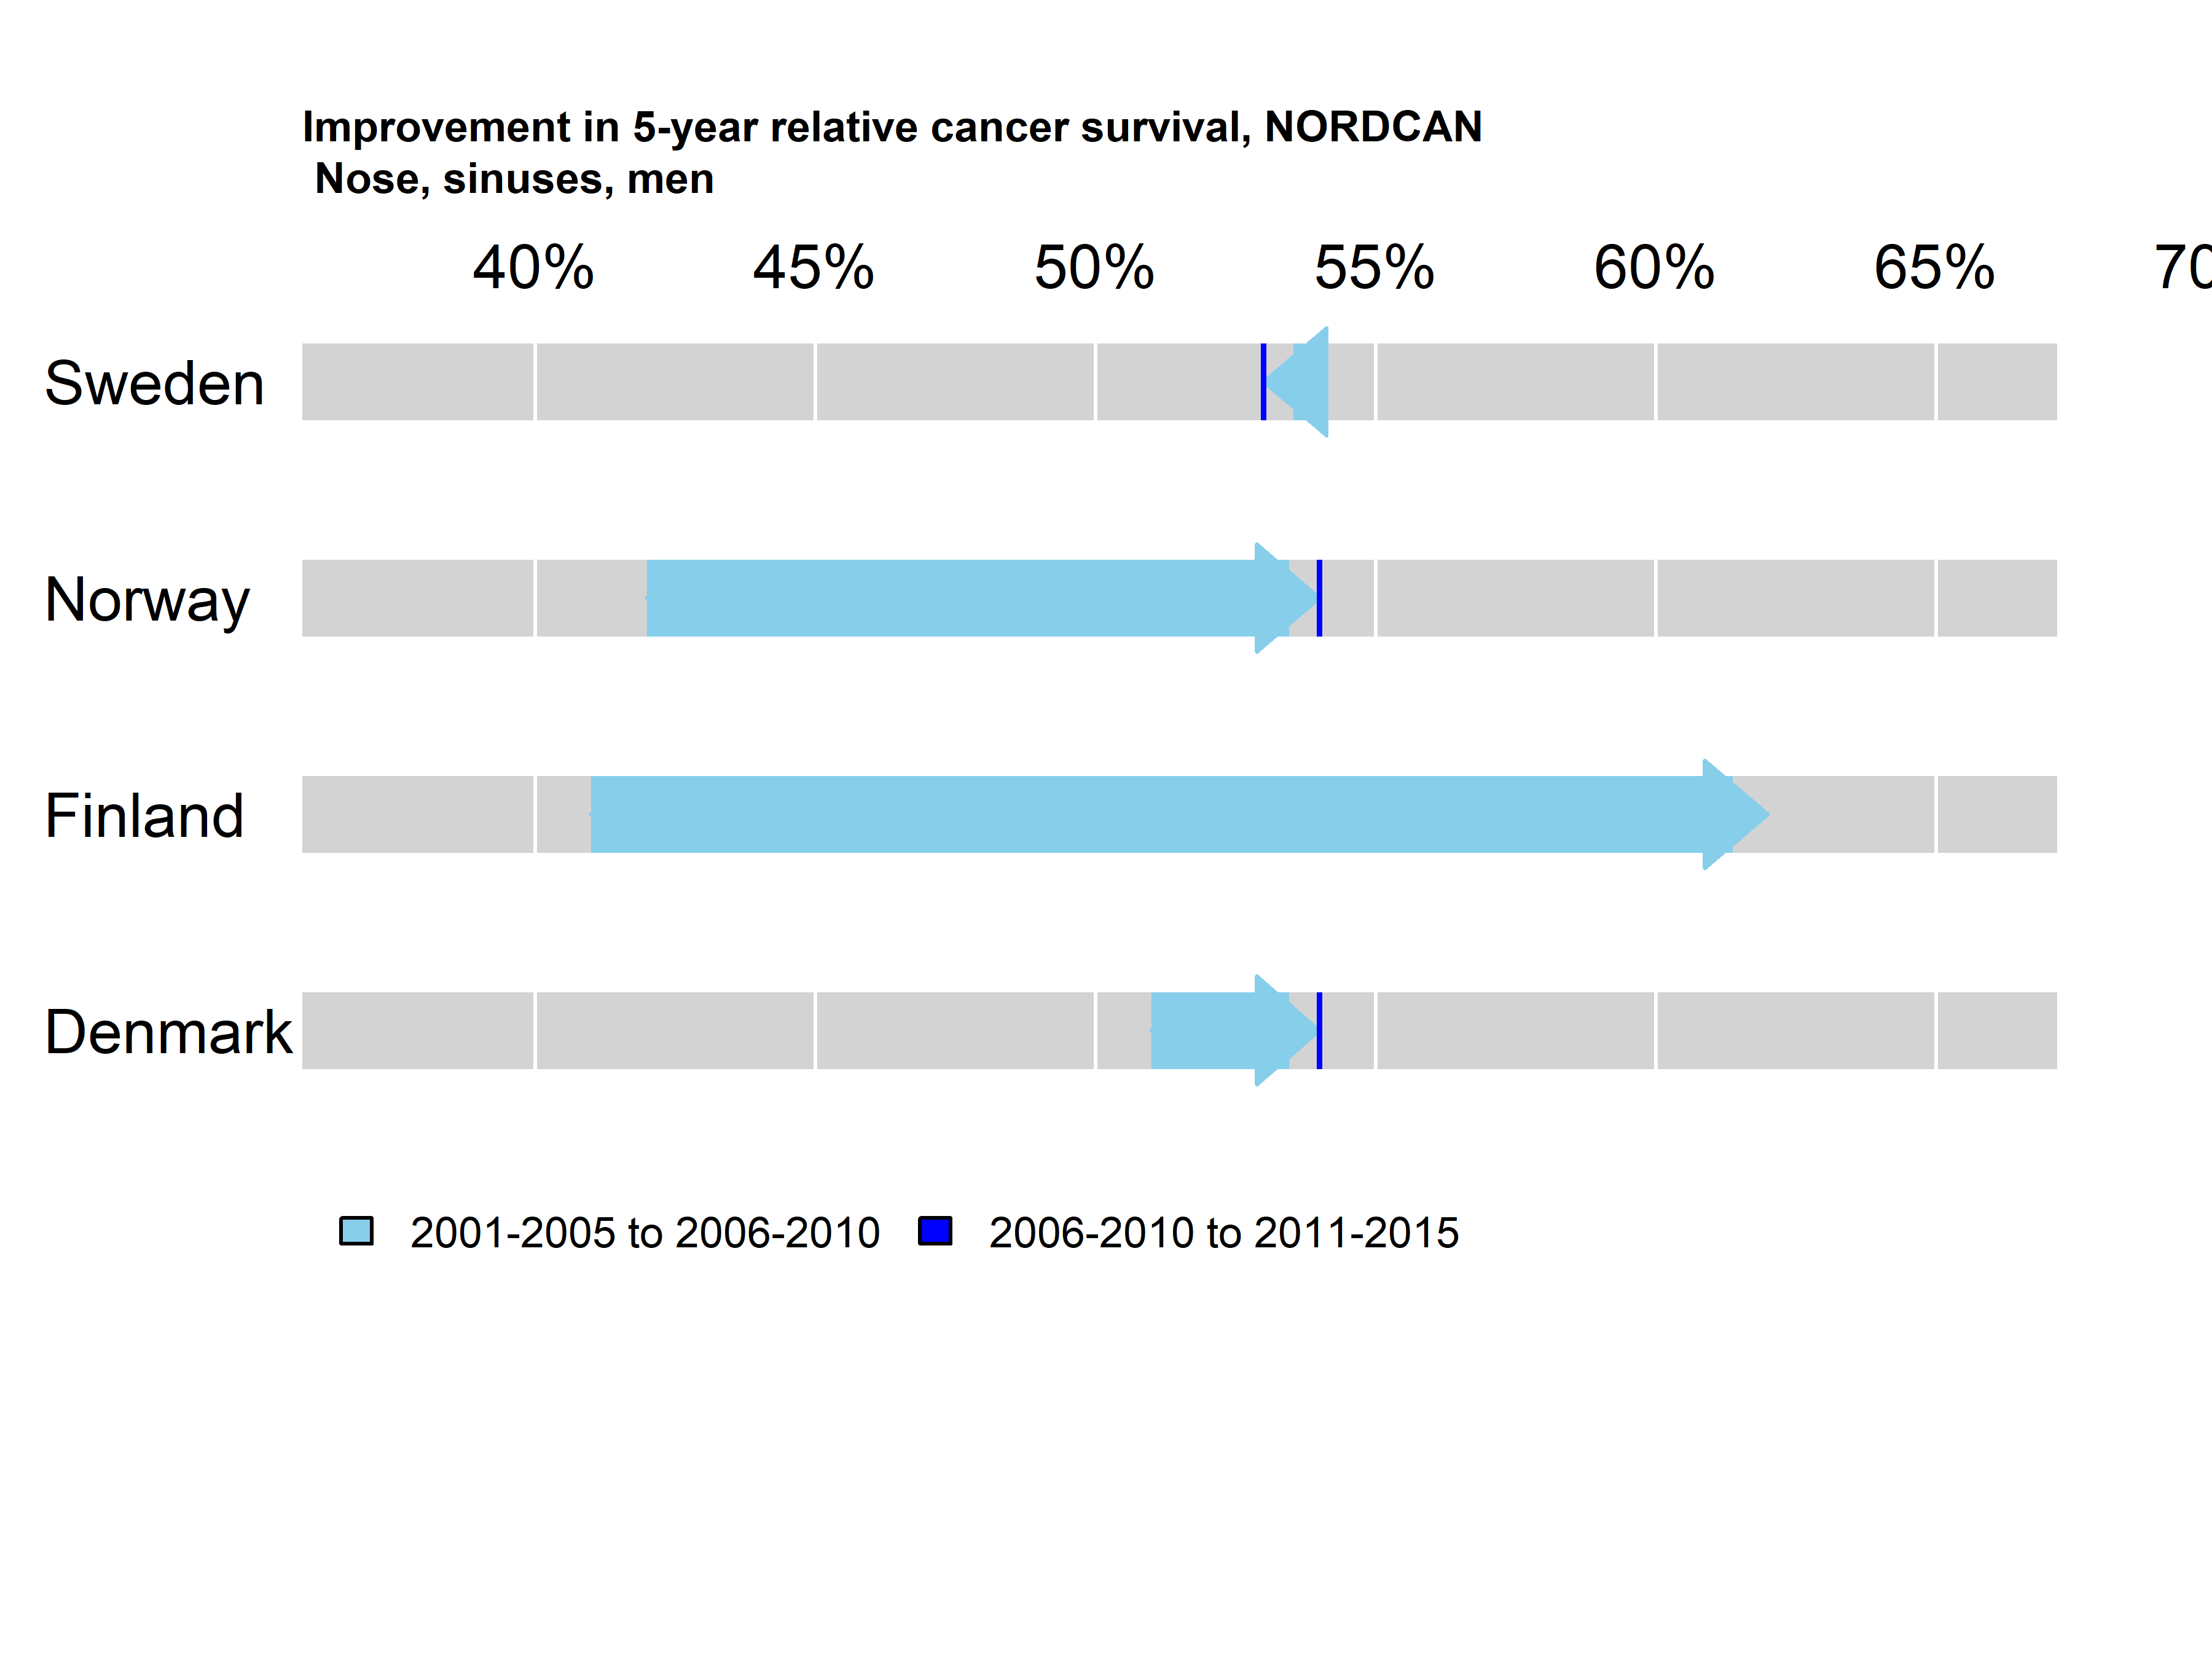 Improvement in 5-year relative cancer survival, NORDCAN
Nose, sinuses, men
40% 45% 50% 55% 60% 65% 70
Sweden
Norway
Finland
Denmark
2001-2005 to 2006-2010 2006-2010 to 2011-2015